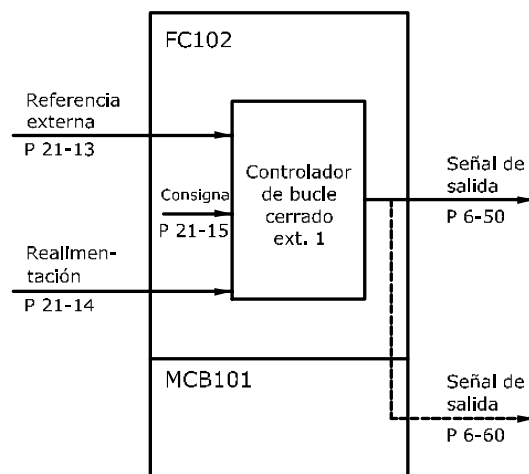 FC102
Referencia
externa
P 21-13
Controlador
de bucle
cerrado
ext. 1
Consigna
P 21-15
Señal de
salida
P 6-50
Realimen-
tación
P 21-14
MCB101
Señal de
salida
P 6-60